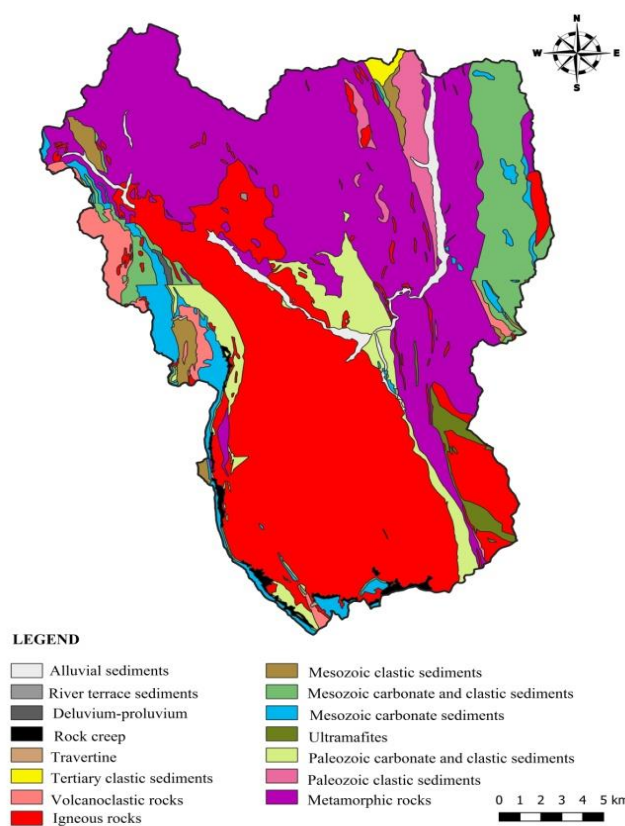 N
W E
S
LEGEND
Alluvial sediments
River terrace sediments
Deluvium-proluvium
Rock creep
Travertine
Tertiary clastic sediments
Volcanoclastic rocks
Igneous rocks
Mesozoic clastic sediments
Mesozoic carbonate and clastic sediments
Mesozoic carbonate sediments
Ultramafites
Paleozoic carbonate and clastic sediments
Paleozoic clastic sediments
Metamorphic rocks
0 1 2 3 4 5 km